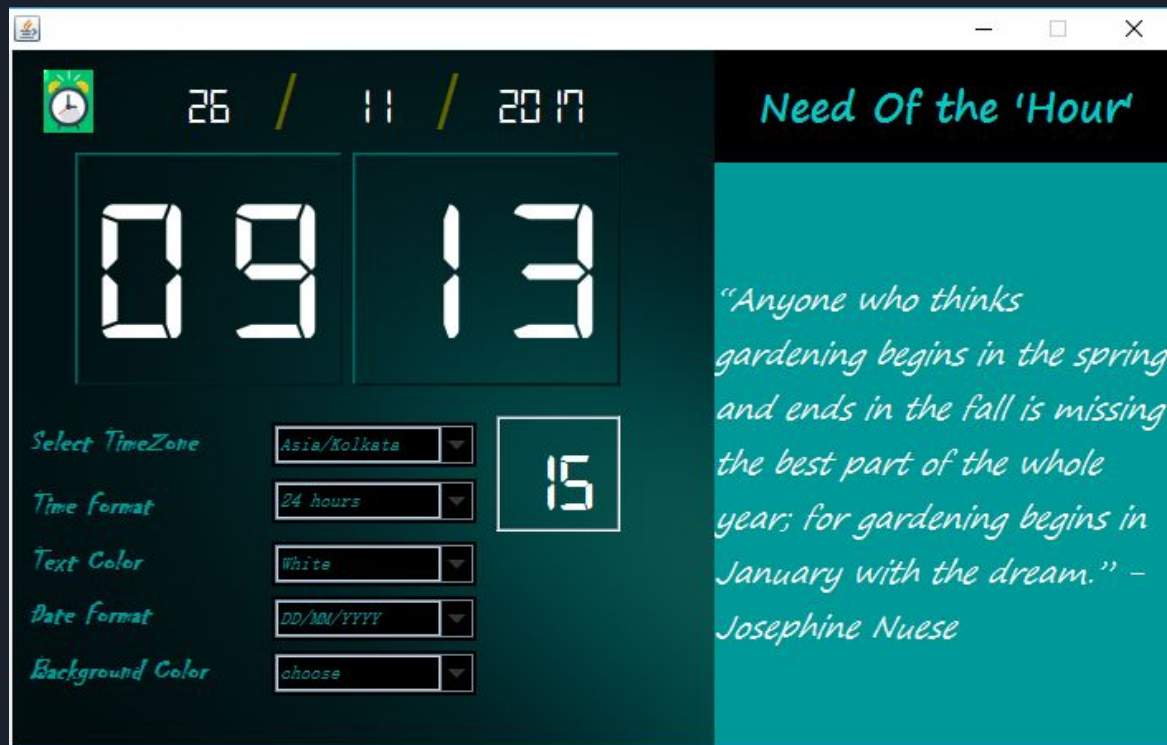 26 / 11 / 2017
Need Of the 'Hour'
09 13
15
Select TimeZone Asia/Kolkata
Time Format 24 hours
Text Color White
Date Format DD/MM/YYYY
Background Color choose
“Anyone who thinks
gardening begins in the spring
and ends in the fall is missing
the best part of the whole
year; for gardening begins in
January with the dream.” –
Josephine Nuese